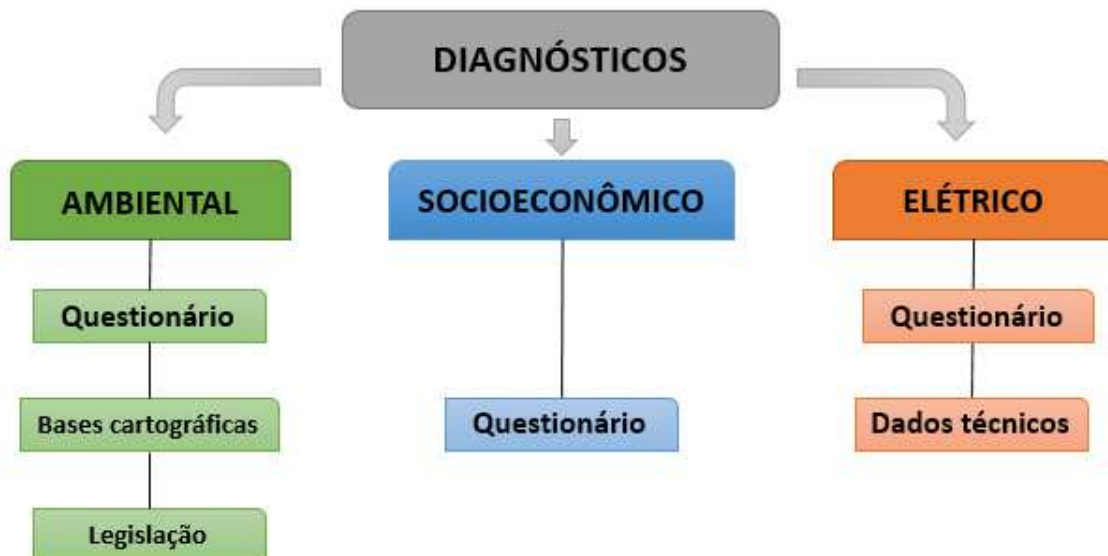 DIAGNÓSTICOS
AMBIENTAL
SOCIOECONÔMICO
ELÉTRICO
Questionário
Questionário
Bases cartográficas
Questionário
Dados técnicos
Legislação